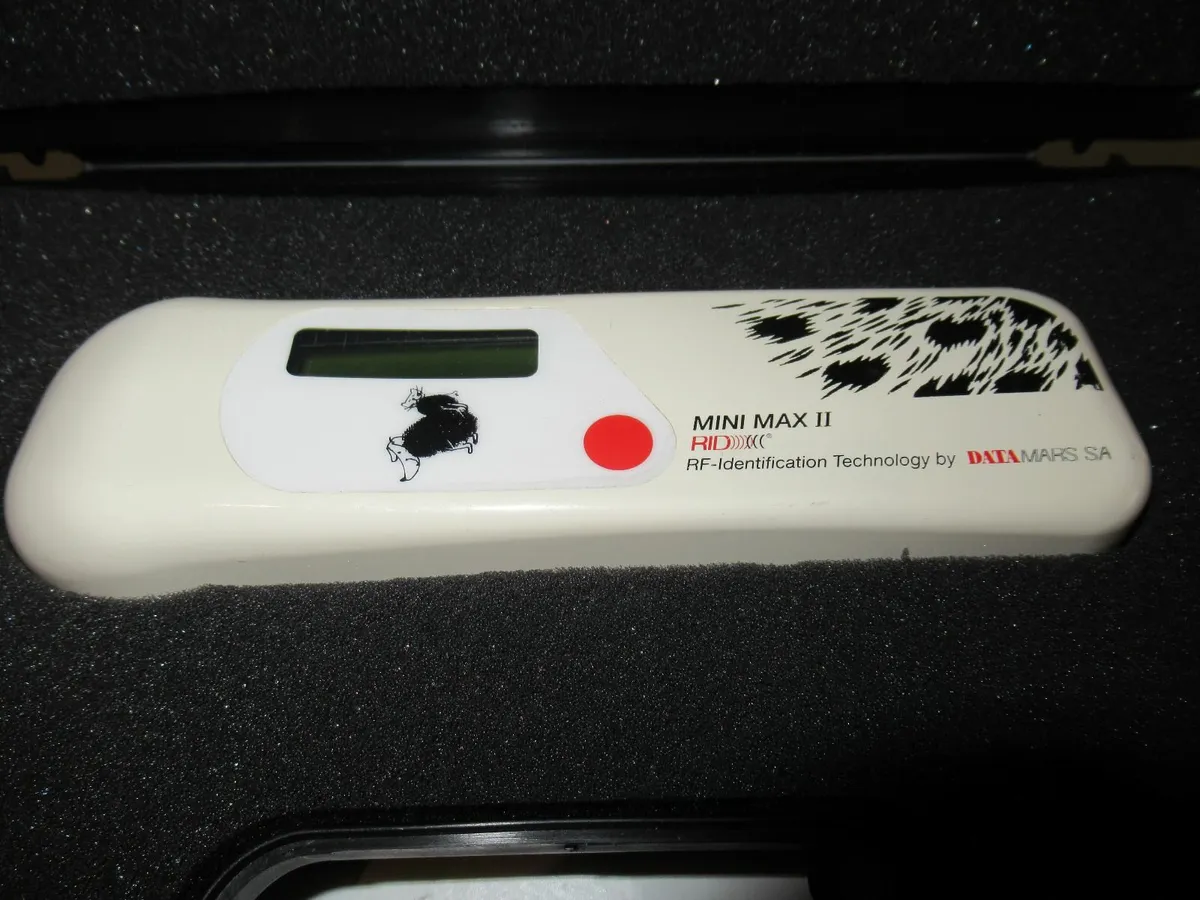 MINI MAX II
RID®
RF-Identification Technology by DATAMARS SA